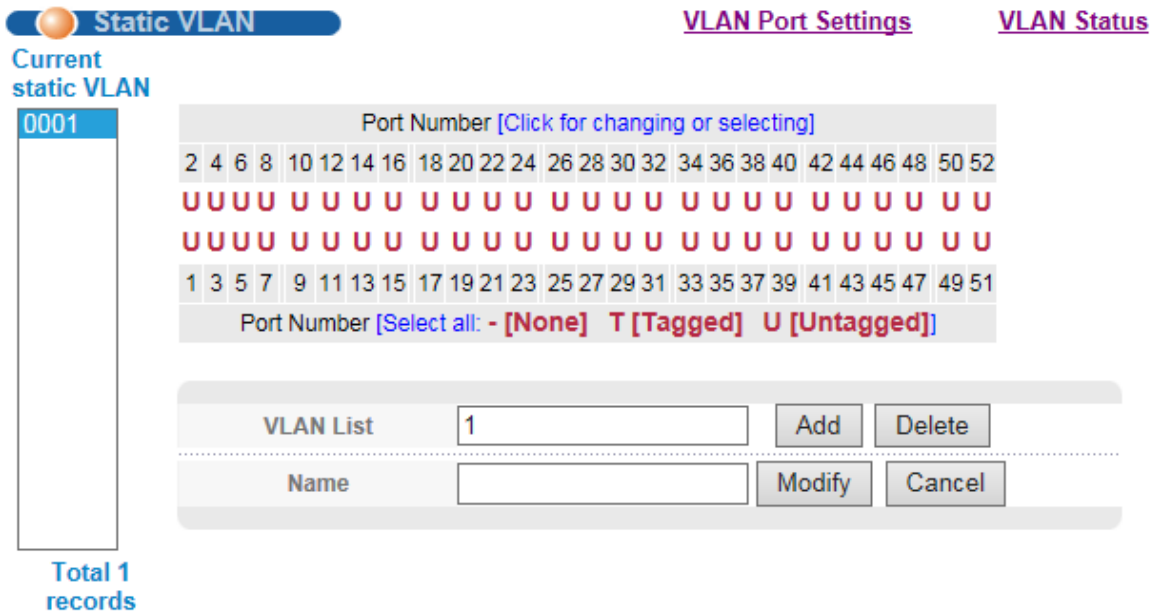 Static VLAN
VLAN Port Settings
VLAN Status
Current
static VLAN
0001
Port Number [Click for changing or selecting]
2 4 6 8 10 12 14 16 18 20 22 24 26 28 30 32 34 36 38 40 42 44 46 48 50 52
U U U U U U U U U U U U U U U U U U U U U U U U U U
U U U U U U U U U U U U U U U U U U U U U U U U U U
1 3 5 7 9 11 13 15 17 19 21 23 25 27 29 31 33 35 37 39 41 43 45 47 49 51
Port Number [Select all: - [None] T [Tagged] U [Untagged]]
VLAN List 1 Add Delete
Name Modify Cancel
Total 1
records